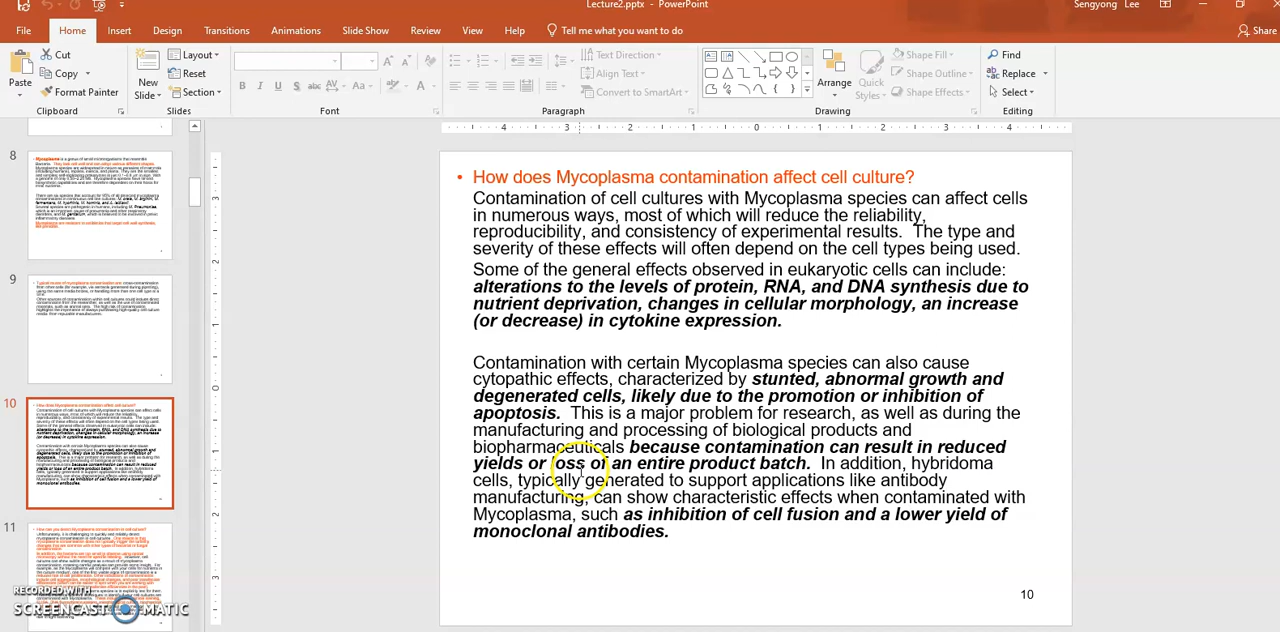 Lecture2.pptx - PowerPoint
Sengyong Lee
File Home Insert Design Transitions Animations Slide Show Review View Help Tell me what you want to do Share
Paste
Cut
Copy
Format Painter
Clipboard
New
Slide
Layout
Reset
Section
Slides
Font
Text Direction
Align Text
Convert to SmartArt
Paragraph
Arrange
Quick
Styles
Shape Fill
Shape Outline
Shape Effects
Drawing
Find
Replace
Select
Editing
8
9
10
11
• How does Mycoplasma contamination affect cell culture?
Contamination of cell cultures with Mycoplasma species can affect cells
in numerous ways, most of which will reduce the reliability,
reproducibility, and consistency of experimental results. The type and
severity of these effects will often depend on the cell types being used.
Some of the general effects observed in eukaryotic cells can include:
alterations to the levels of protein, RNA, and DNA synthesis due to
nutrient deprivation, changes in cellular morphology, an increase
(or decrease) in cytokine expression.
Contamination with certain Mycoplasma species can also cause
cytopathic effects, characterized by stunted, abnormal growth and
degenerated cells, likely due to the promotion or inhibition of
apoptosis. This is a major problem for research, as well as during the
manufacturing and processing of biological products and
biopharmaceuticals because contamination can result in reduced
yields or loss of an entire product batch. In addition, hybridoma
cells, typically generated to support applications like antibody
manufacturing, can show characteristic effects when contaminated with
Mycoplasma, such as inhibition of cell fusion and a lower yield of
monoclonal antibodies.
10
RECORDED WITH
SCREENCAST MATIC